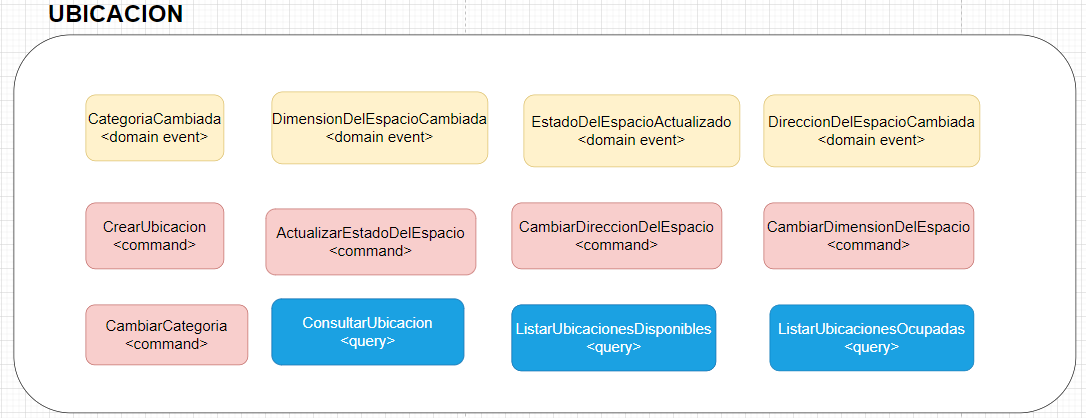 UBICACION
CategoriaCambiada
<domain event>
DimensionDelEspacioCambiada
<domain event>
EstadoDelEspacioActualizado
<domain event>
DireccionDelEspacioCambiada
<domain event>
CrearUbicacion
<command>
ActualizarEstadoDelEspacio
<command>
CambiarDireccionDelEspacio
<command>
CambiarDimensionDelEspacio
<command>
CambiarCategoria
<command>
ConsultarUbicacion
<query>
ListarUbicacionesDisponibles
<query>
ListarUbicacionesOcupadas
<query>